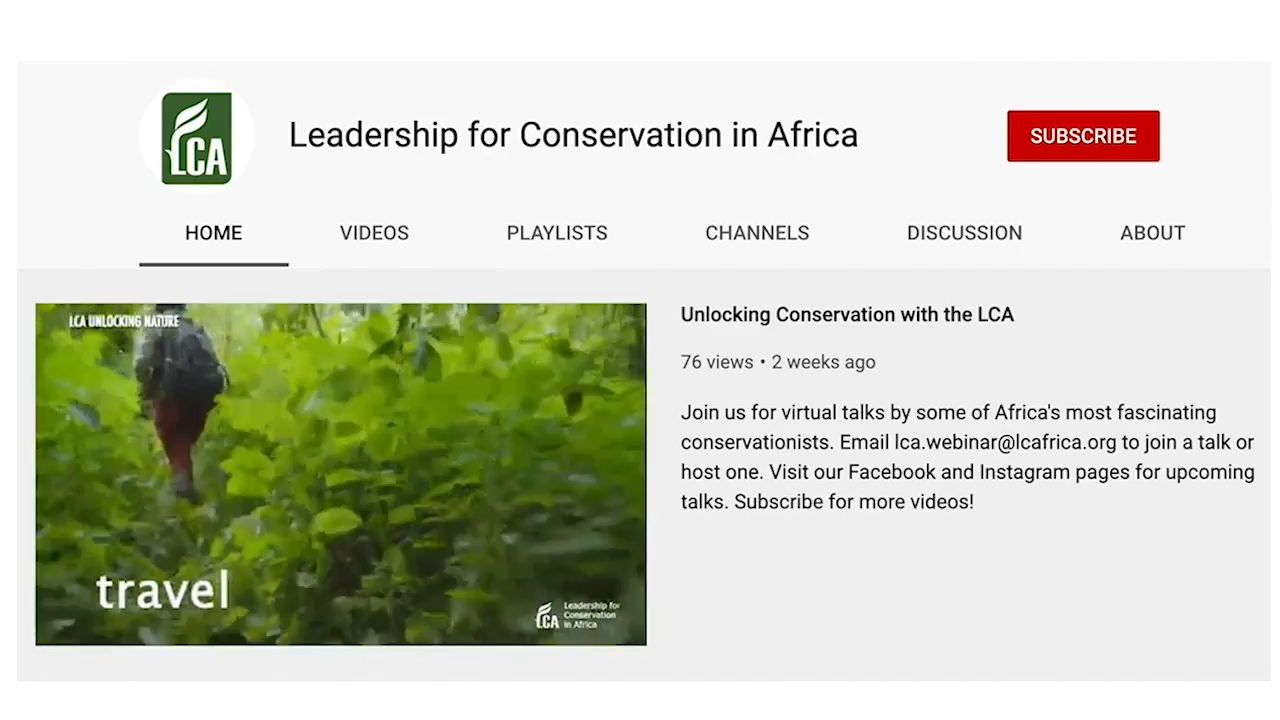 LCA
Leadership for Conservation in Africa
SUBSCRIBE
HOME
VIDEOS
PLAYLISTS
CHANNELS
DISCUSSION
ABOUT
LCA UNLOCKING NATURE
travel
LCA
Leadership for
Conservation
in Africa
Unlocking Conservation with the LCA
76 views • 2 weeks ago
Join us for virtual talks by some of Africa's most fascinating
conservationists. Email lca.webinar@lcafrica.org to join a talk or
host one. Visit our Facebook and Instagram pages for upcoming
talks. Subscribe for more videos!